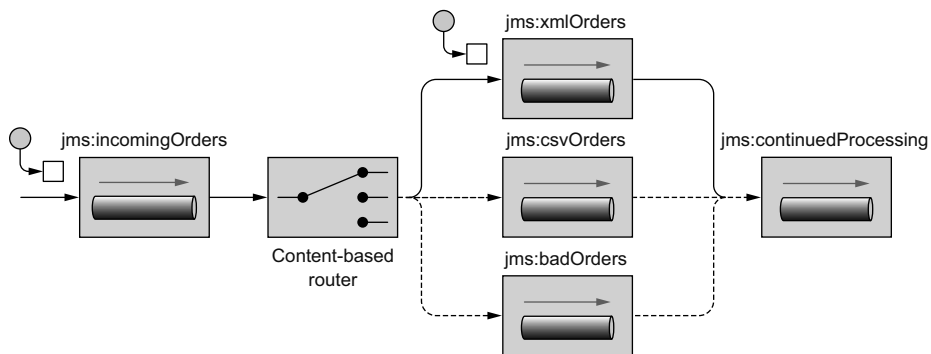 jms:xmlOrders
jms:incomingOrders
jms:csvOrders
jms:continuedProcessing
Content-based
router
jms:badOrders